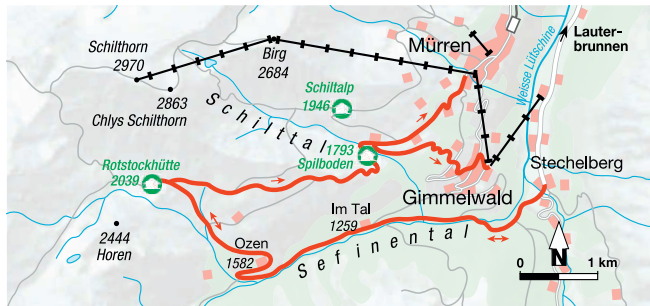 Schilthorn
2970
Birg
2684
Mürren
Lauter-
brunnen
Weisse Lütschine
2863
Chlys Schilthorn
Schiltalp
1946
Schilttal
1793
Spilboden
Rotstockhütte
2039
Stechelberg
Gimmelwald
Im Tal
1259
2444
Horen
Ozen
1582
Sefinental
N
0 1 km